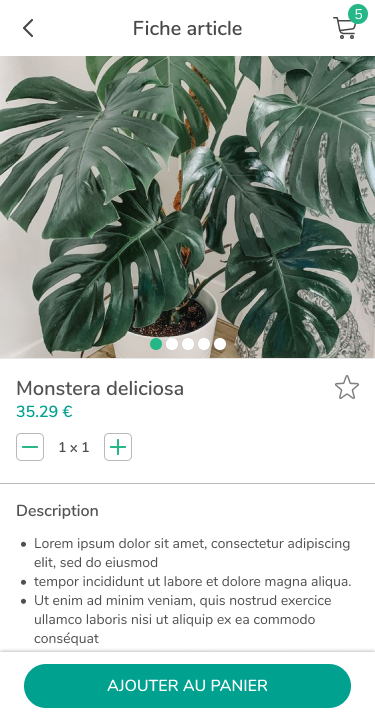 Fiche article
5
Monstera deliciosa
35.29 €
1 x 1
Description
• Lorem ipsum dolor sit amet, consectetur adipiscing
elit, sed do eiusmod
• tempor incididunt ut labore et dolore magna aliqua.
• Ut enim ad minim veniam, quis nostrud exercice
ullamco laboris nisi ut aliquip ex ea commodo
conséquat
AJOUTER AU PANIER